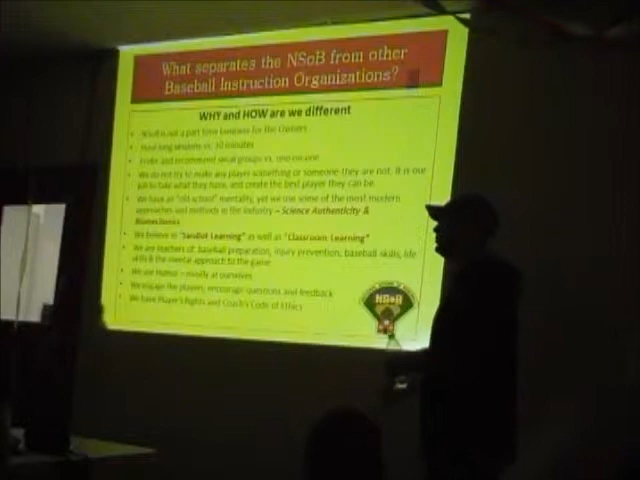 What separates the NSoB from other
Baseball Instruction Organizations?
WHY and HOW are we different
NSoB is not a part time business for the Owners
Hour long sessions vs. 30 minutes
Prefer and recommend small groups vs. one-on-one
We do not try to make any player something or someone they are not. It is our
job to take what they have, and create the best player they can be.
We have an "old school" mentality, yet we use some of the most modern
approaches and methods in the industry – Science Authenticity &
Biomechanics
We believe in "Sandlot Learning" as well as "Classroom Learning"
We are teachers of: baseball preparation, injury prevention, baseball skills, life
skills & the mental approach to the game
We use Humor – mostly at ourselves
We engage the players, encourage questions and feedback
We have Player's Rights and Coach's Code of Ethics
NSoB